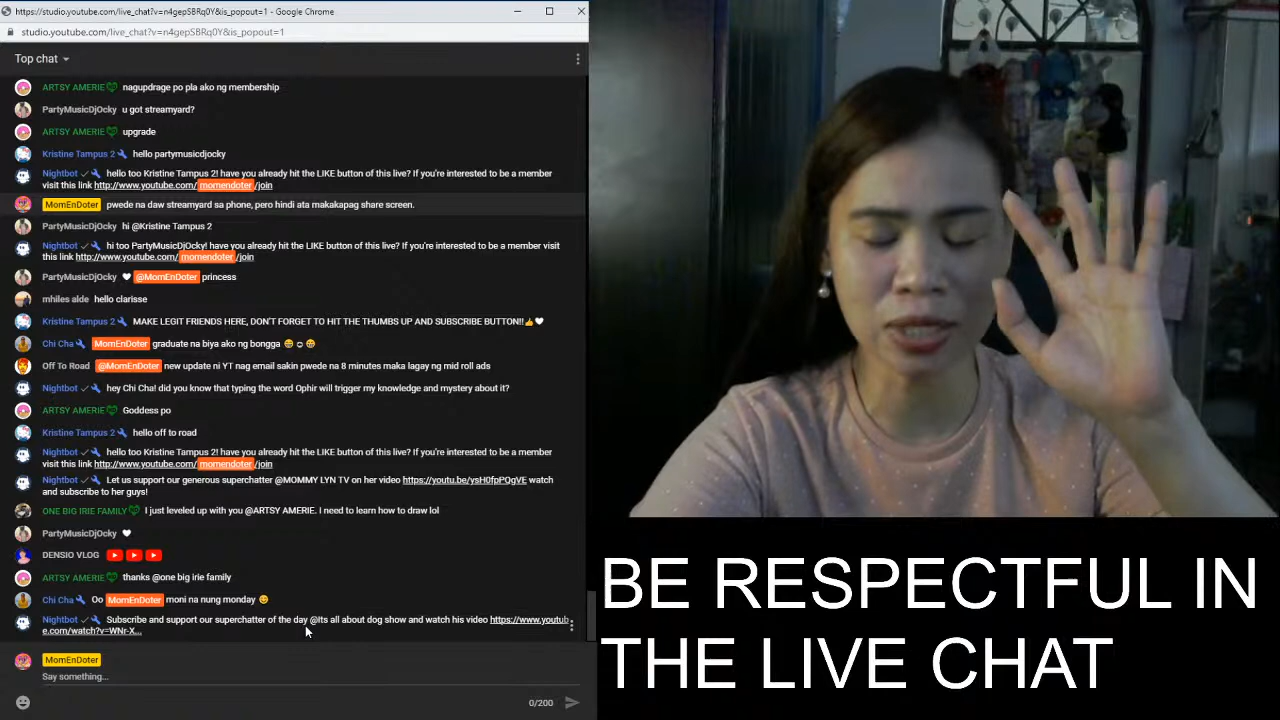 https://studio.youtube.com/live_chat?v=n4gepSBRq0Y&is_popout=1 - Google Chrome
studio.youtube.com/live_chat?v=n4gepSBRq0Y&is_popout=1
Top chat
ARTSY AMERIE nagupdrage po pla ako ng membership
PartyMusicDjOcky u got streamyard?
ARTSY AMERIE upgrade
Kristine Tampus 2 hello partymusicdjocky
Nightbot hello too Kristine Tampus 2! have you already hit the LIKE button of this live? If you're interested to be a member
visit this link http://www.youtube.com/momendoter/join
MomEnDoter pwede na daw streamyard sa phone, pero hindi ata makakapag share screen.
PartyMusicDjOcky hi @Kristine Tampus 2
Nightbot hi too PartyMusicDjOcky! have you already hit the LIKE button of this live? If you're interested to be a member visit
this link http://www.youtube.com/momendoter/join
PartyMusicDjOcky @MomEnDoter princess
mhiles alde hello clarisse
Kristine Tampus 2 MAKE LEGIT FRIENDS HERE, DON'T FORGET TO HIT THE THUMBS UP AND SUBSCRIBE BUTTON!!
Chi Cha MomEnDoter graduate na biya ako ng bongga
Off To Road @MomEnDoter new update ni YT nag email sakin pwede na 8 minutes maka lagay ng mid roll ads
Nightbot hey Chi Cha! did you know that typing the word Ophir will trigger my knowledge and mystery about it?
ARTSY AMERIE Goddess po
Kristine Tampus 2 hello off to road
Nightbot hello too Kristine Tampus 2! have you already hit the LIKE button of this live? If you're interested to be a member
visit this link http://www.youtube.com/momendoter/join
Nightbot Let us support our generous superchatter @MOMMY LYN TV on her video https://youtu.be/ysH0fpPQgVE watch
and subscribe to her guys!
ONE BIG IRIE FAMILY I just leveled up with you @ARTSY AMERIE. I need to learn how to draw lol
PartyMusicDjOcky
DENSIO VLOG
ARTSY AMERIE thanks @one big irie family
Chi Cha Oo MomEnDoter moni na nung monday
Nightbot Subscribe and support our superchatter of the day @Its all about dog show and watch his video https://www.youtub
e.com/watch?v=WNr-X...
MomEnDoter
Say something...
0/200
BE RESPECTFUL IN
THE LIVE CHAT